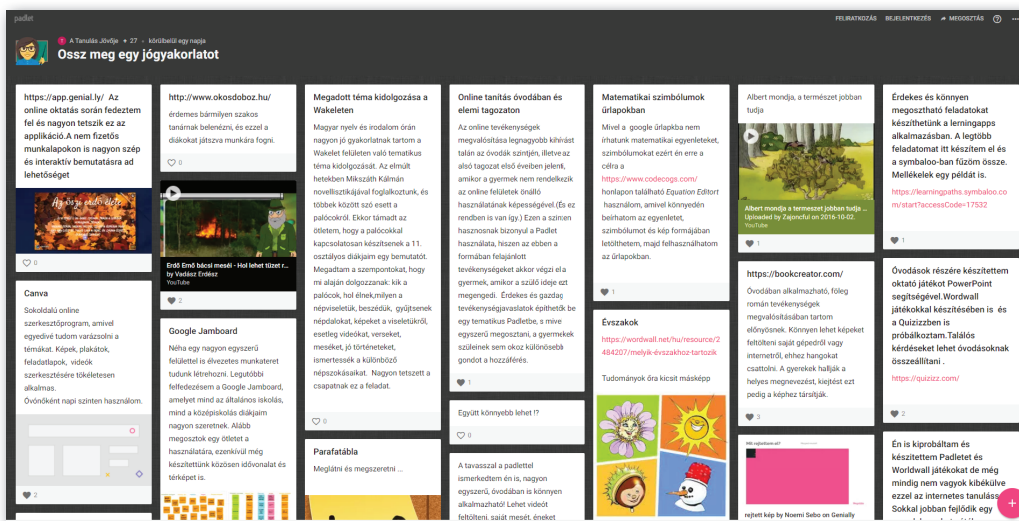 padlet
FELIRATKOZÁS BEJELENTKEZÉS MEGOSZTÁS
A Tanulás Jövője + 27 • körülbelül egy napja
Ossz meg egy jógyakorlatot
https://app.genial.ly/ Az
online oktatás során fedeztem
fel és nagyon tetszik ez az
applikáció.A nem fizetős
munkalapokon is nagyon szép
és interaktív bemutatásra ad
lehetőséget
Az őszi erdő élete
0
Canva
Sokoldalú online
szerkesztőprogram, amivel
egyedivé tudom varázsolni a
témákat. Képek, plakátok,
feladatlapok, videók
szerkesztésére tökéletesen
alkalmas.
Óvónőként napi szinten használom.
2
http://www.okosdoboz.hu/
érdemes bármilyen szakos
tanárnak belenézni, és ezzel a
diákokat játszva munkára fogni.
0
Erdő Ernő bácsi meséi - Hol lehet tüzet r...
by Vadász Erdész
YouTube
2
Google Jamboard
Néha egy nagyon egyszerű
felülettel is élvezetes munkateret
tudunk létrehozni. Legutóbbi
felfedezésem a Google Jamboard,
amelyet mind az általános iskolás,
mind a középiskolás diákjaim
nagyon szeretnek. Alább
megosztok egy ötletet a
használatára, ezenkívül még
készítettünk közösen idővonalat és
térképet is.
Megadott téma kidolgozása a
Wakeleten
Magyar nyelv és irodalom órán
nagyon jó gyakorlatnak tartom a
Wakelet felületen való tematikus
téma kidolgozását. Az elmúlt
hetekben Mikszáth Kálmán
novellisztikájával foglalkoztunk, és
többek között szó esett a
palócokról. Ekkor támadt az
ötletem, hogy a palócokkal
kapcsolatosan készítsenek a 11.
osztályos diákjaim egy bemutatót.
Megadtam a szempontokat, hogy
mi alaján dolgozzanak: kik a
palócok, hol élnek,milyen a
népviseletük, beszédük, gyűjtsenek
népdalokat, képeket a viseletükről,
esetleg videókat, verseket,
meséket, jó történeteket,
ismertessék a különböző
népszokásaikat. Nagyon tetszett a
csapatnak ez a feladat.
0
Parafatábla
Meglátni és megszeretni ...
Online tanítás óvodában és
elemi tagozaton
Az online tevékenységek
megvalósítása legnagyobb kihívást
talán az óvodák szintjén, illetve az
alsó tagozat első éveiben jelenti,
amikor a gyermek nem rendelkezik
az online felületek önálló
használatának képességével.(És ez
rendben is van így.) Ezen a szinten
hasznosnak bizonyul a Padlet
használata, hiszen az ebben a
formában felajánlott
tevékenységeket akkor végzi el a
gyermek, amikor a szülő ideje ezt
megengedi. Érdekes és gazdag
tevékenységjavaslatok építhetők be
egy tematikus Padletbe, s mivel
egyszerű megosztani, a gyermekek
szüleinek sem okoz különösebb
gondot a hozzáférés.
1
Együtt könnyebb lehet !?
0
A tavasszal a padlettel
ismerkedtem én is, nagyon
egyszerű, óvodában is könnyen
alkalmazható! Lehet videót
feltölteni, saját mesét, éneket
Matematikai szimbólumok
űrlapokban
Mivel a google űrlapkba nem
írhatunk matematikai egyenleteket,
szimbólumokat ezért én erre a
célra a
https://www.codecogs.com/
honlapon található Equation Editort
használom, amivel könnyedén
beírhatom az egyenletet,
szimbólumot és kép formájában
letölthetem, majd felhasználhatom
az űrlapokban.
1
Évszakok
https://wordwall.net/hu/resource/2
484207/melyik-évszakhoz-tartozik
Tudományok óra kicsit másképp
Albert mondja, a természet jobban
tudja
Albert mondja a termeszet jobban tudja ...
Uploaded by Zajoncful on 2016-10-02.
YouTube
1
https://bookcreator.com/
Óvodában alkalmazható, főleg
román tevékenységek
megvalósításában tartom
előnyösnek. Könnyen lehet képeket
feltölteni saját gépedről vagy
internetről, ehhez hangokat
csattolni. A gyerekek hallják a
helyes megnevezést, kiejtést ezt
pedig a képhez társítják.
3
Mit rejtettem el?
rejtett kép by Noemi Sebo on Genially
Érdekes és könnyen
megosztható feladatokat
készíthetünk a lerningapps
alkalmazásban. A legtöbb
feladatomat itt készítem el és
a symbaloo-ban fűzöm össze.
Mellékelek egy példát is.
https://learningpaths.symbaloo.co
m/start?accessCode=17532
1
Óvodások részére készítettem
oktató játékot PowerPoint
segítségével.Wordwall
játékokkal készítésében is és
a Quizizzben is
próbálkoztam.Találós
kérdéseket lehet óvodásoknak
összeállítani .
https://quizizz.com/
2
Én is kipróbáltam és
készítettem Padletet és
Worldwall játékokat de még
mindig nem vagyok kibékülve
ezzel az internetes tanuláss
Sokkal jobban fejlődik egy